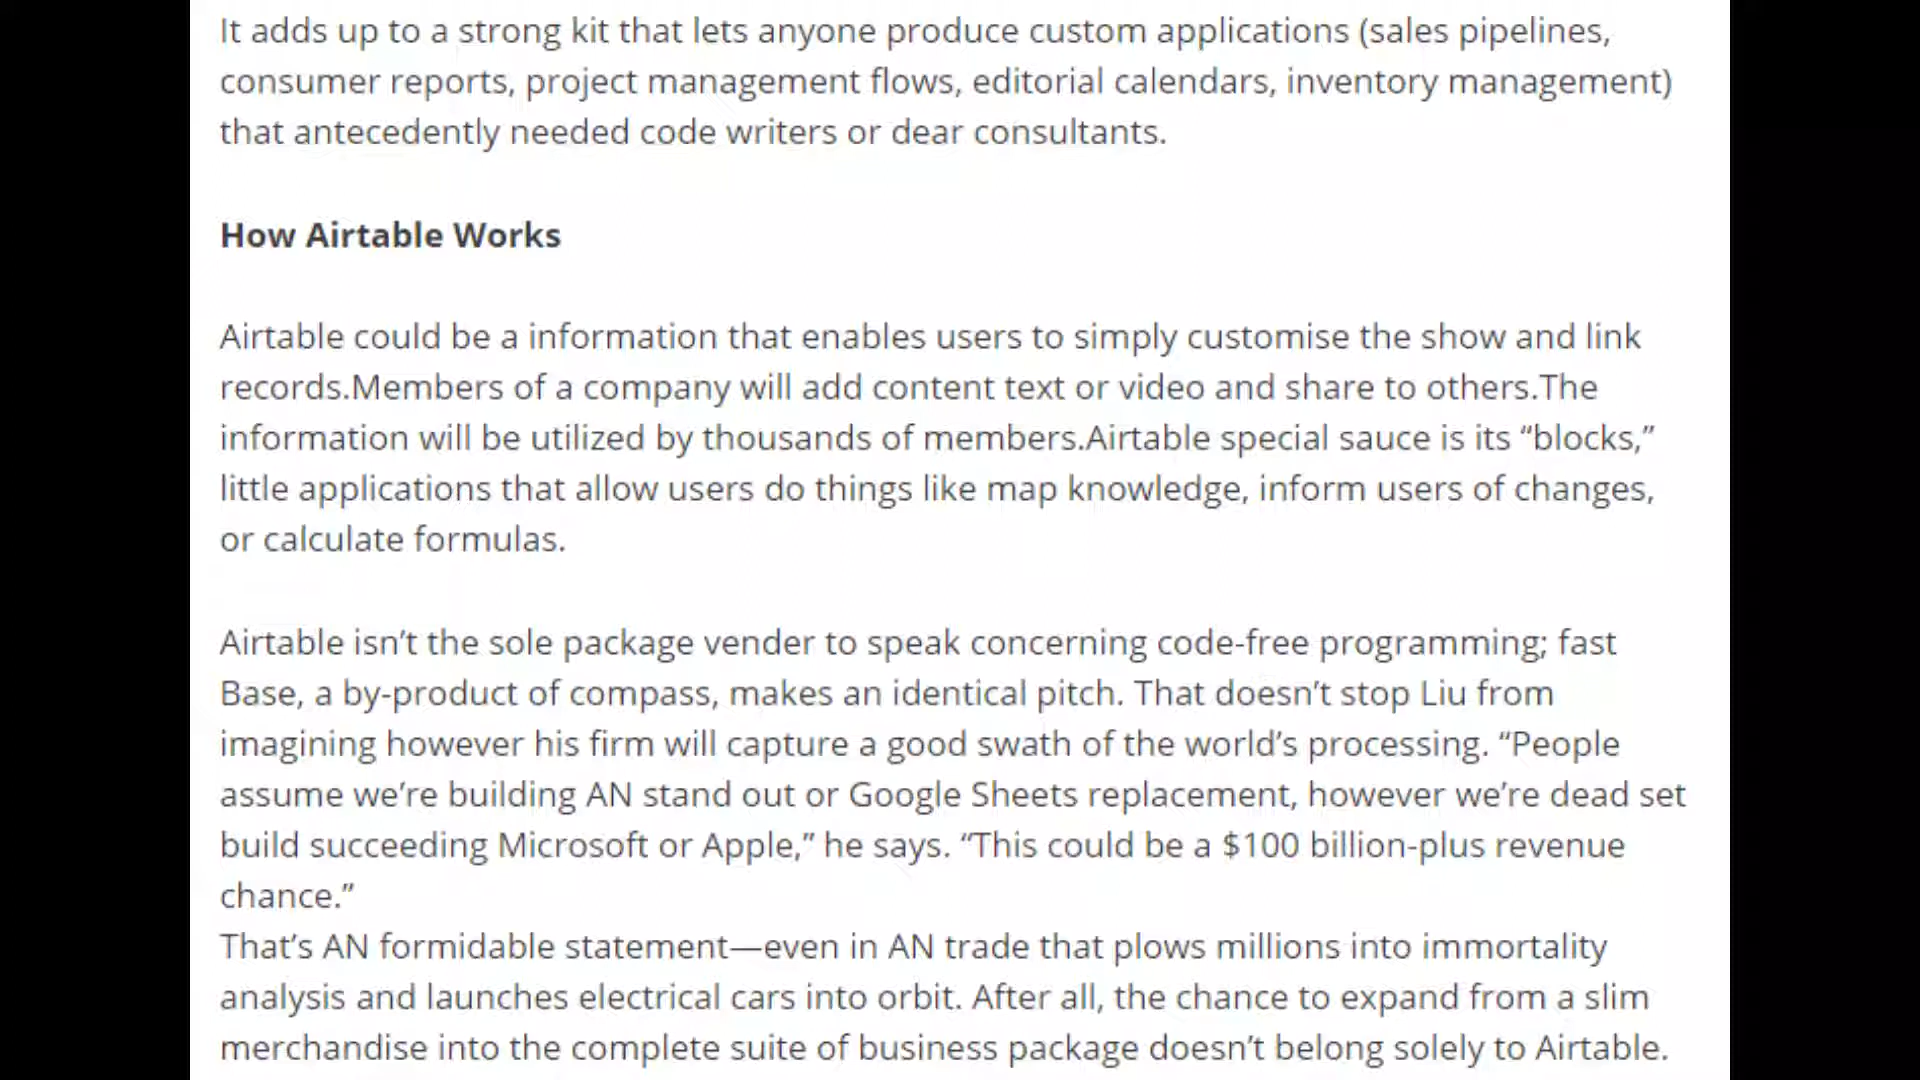 It adds up to a strong kit that lets anyone produce custom applications (sales pipelines,
consumer reports, project management flows, editorial calendars, inventory management)
that antecedently needed code writers or dear consultants.
How Airtable Works
Airtable could be a information that enables users to simply customise the show and link
records.Members of a company will add content text or video and share to others.The
information will be utilized by thousands of members.Airtable special sauce is its “blocks,”
little applications that allow users do things like map knowledge, inform users of changes,
or calculate formulas.
Airtable isn’t the sole package vender to speak concerning code-free programming; fast
Base, a by-product of compass, makes an identical pitch. That doesn’t stop Liu from
imagining however his firm will capture a good swath of the world’s processing. “People
assume we’re building AN stand out or Google Sheets replacement, however we’re dead set
build succeeding Microsoft or Apple,” he says. “This could be a $100 billion-plus revenue
chance.”
That’s AN formidable statement—even in AN trade that plows millions into immortality
analysis and launches electrical cars into orbit. After all, the chance to expand from a slim
merchandise into the complete suite of business package doesn’t belong solely to Airtable.